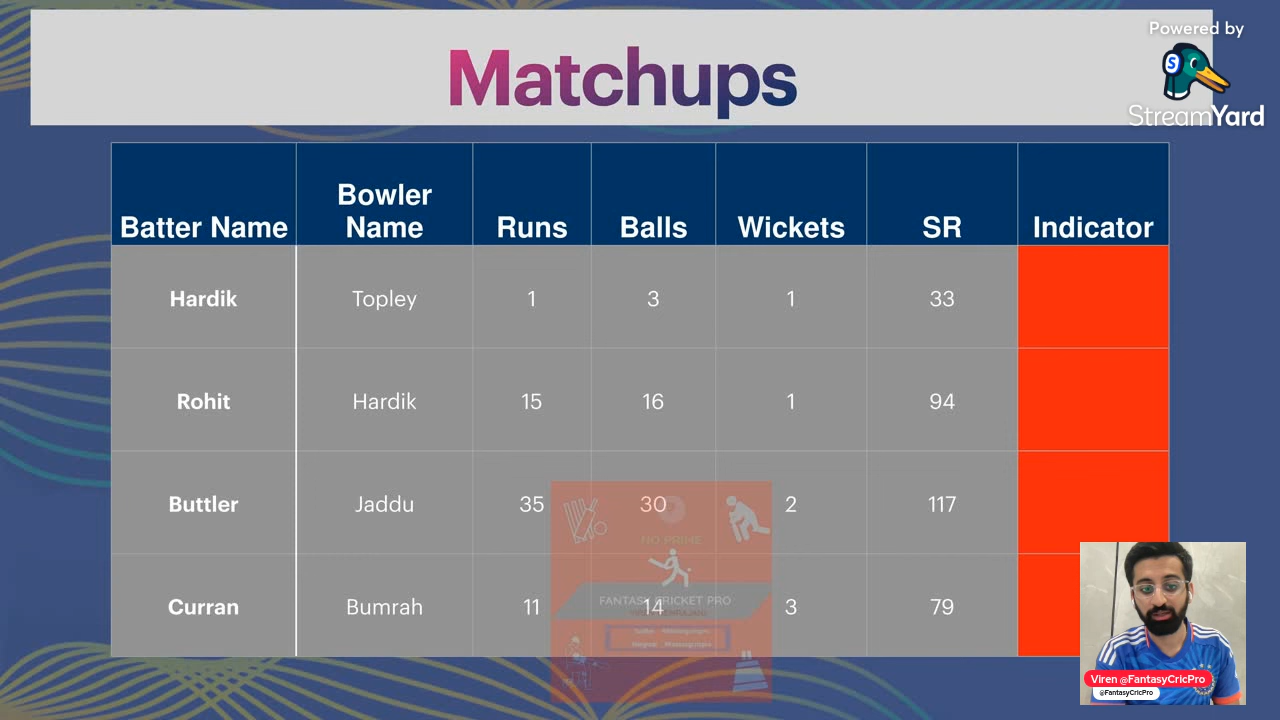 Powered by
StreamYard
Matchups
Batter Name Bowler Name Runs Balls Wickets SR Indicator
Hardik Topley 1 3 1 33
Rohit Hardik 15 16 1 94
Buttler Jaddu 35 30 2 117
Curran Bumrah 11 14 3 79
NO PRIME
FANTASY CRICKET PRO
Viren @FantasyCricPro
@FantasyCricPro